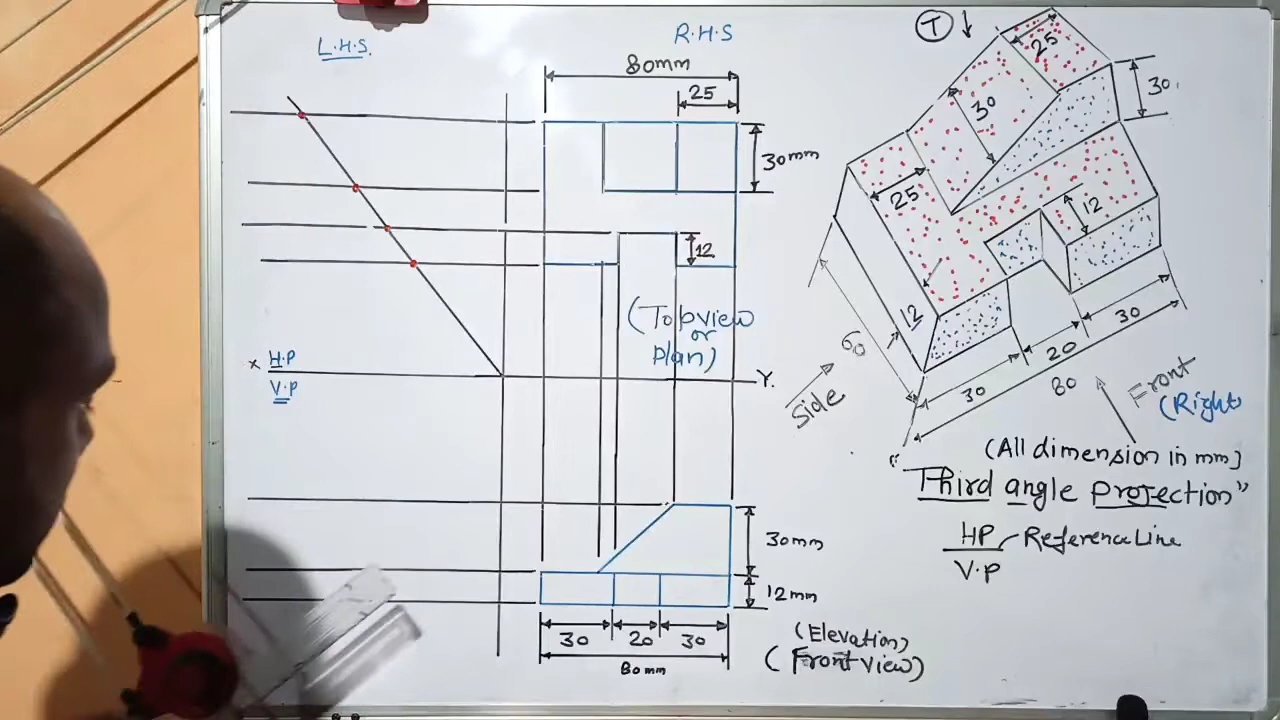 L.H.S.
R.H.S
80mm
25
30mm
12
(Top view
or
plan)
X H.P
V.P
Y.
30mm
12mm
30 20 30
80mm
(Elevation)
(Front view)
T
25
30
30
25
12
12
60
30
20
30
80
Side
Front
(Right
(All dimension in mm)
Third angle projection"
HP Reference Line
V.P